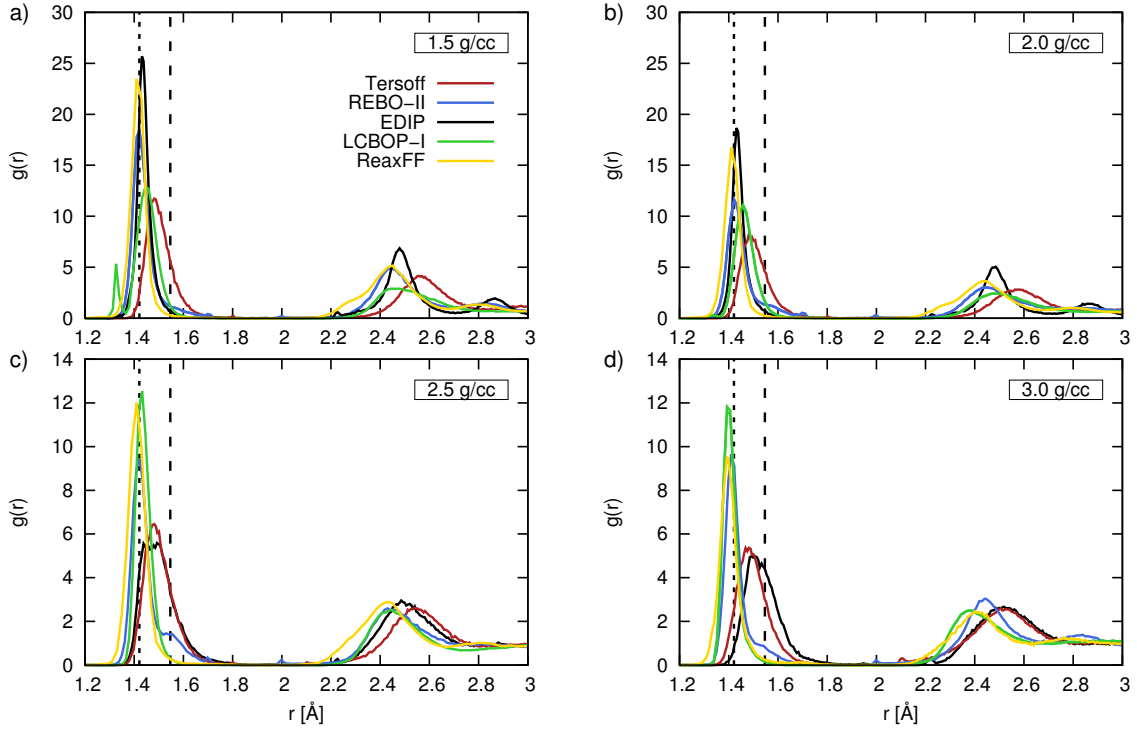 a)
1.5 g/cc
Tersoff
REBO-II
EDIP
LCBOP-I
ReaxFF
g(r)
30
25
20
15
10
5
0
1.2 1.4 1.6 1.8 2 2.2 2.4 2.6 2.8 3
b)
2.0 g/cc
g(r)
30
25
20
15
10
5
0
1.2 1.4 1.6 1.8 2 2.2 2.4 2.6 2.8 3
c)
2.5 g/cc
g(r)
14
12
10
8
6
4
2
0
1.2 1.4 1.6 1.8 2 2.2 2.4 2.6 2.8 3
r [Å]
d)
3.0 g/cc
g(r)
14
12
10
8
6
4
2
0
1.2 1.4 1.6 1.8 2 2.2 2.4 2.6 2.8 3
r [Å]